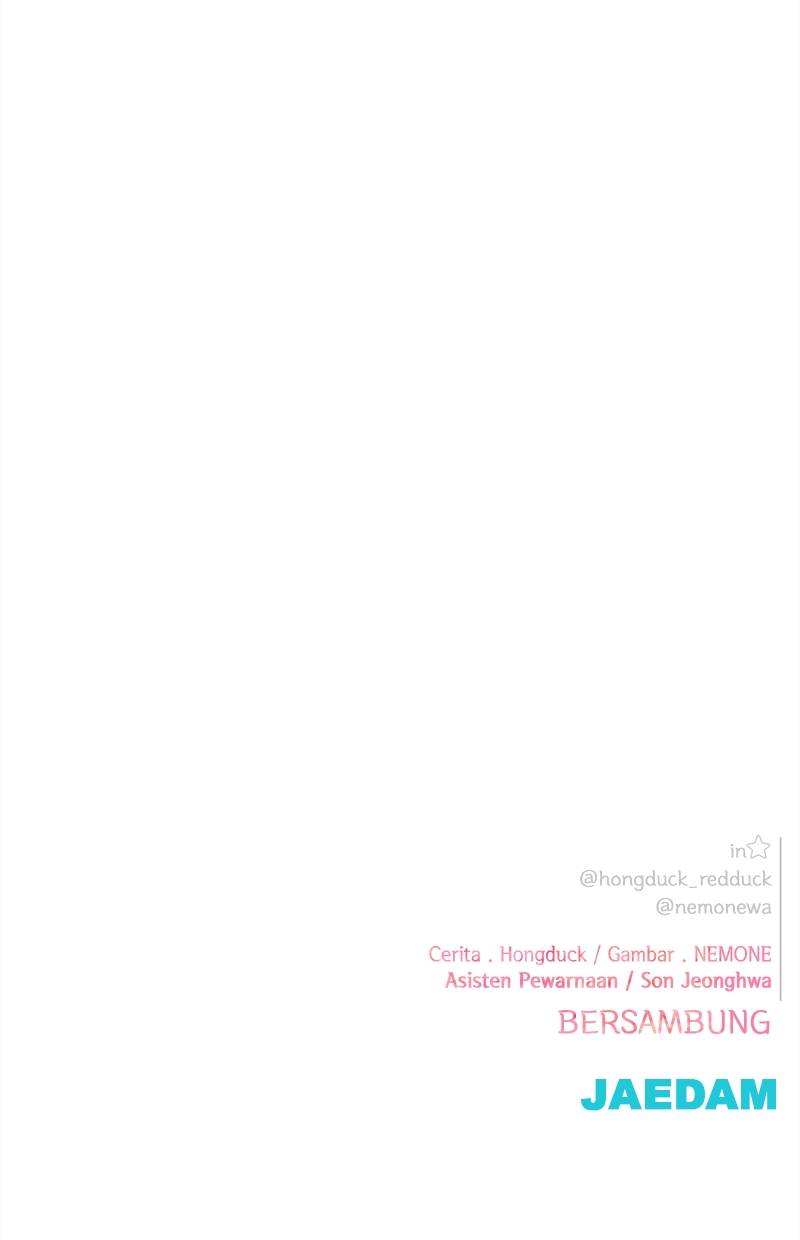 in☆
@hongduck_redduck
@nemonewa
Cerita . Hongduck / Gambar . NEMONE
Asisten Pewarnaan / Son Jeonghwa
BERSAMBUNG
JAEDAM